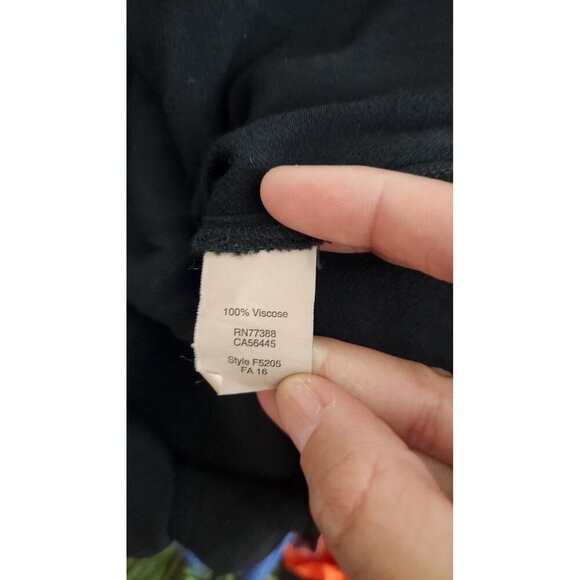 100% Viscose
RN77388
CA56445
Style F5205
FA 16